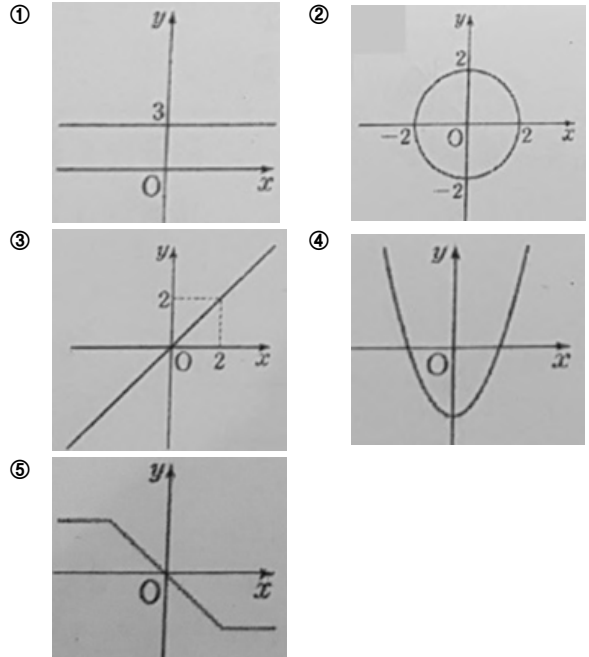 ① y 3 O x
② y 2 -2 O 2 x -2
③ y 2 O 2 x
④ y O x
⑤ y O x